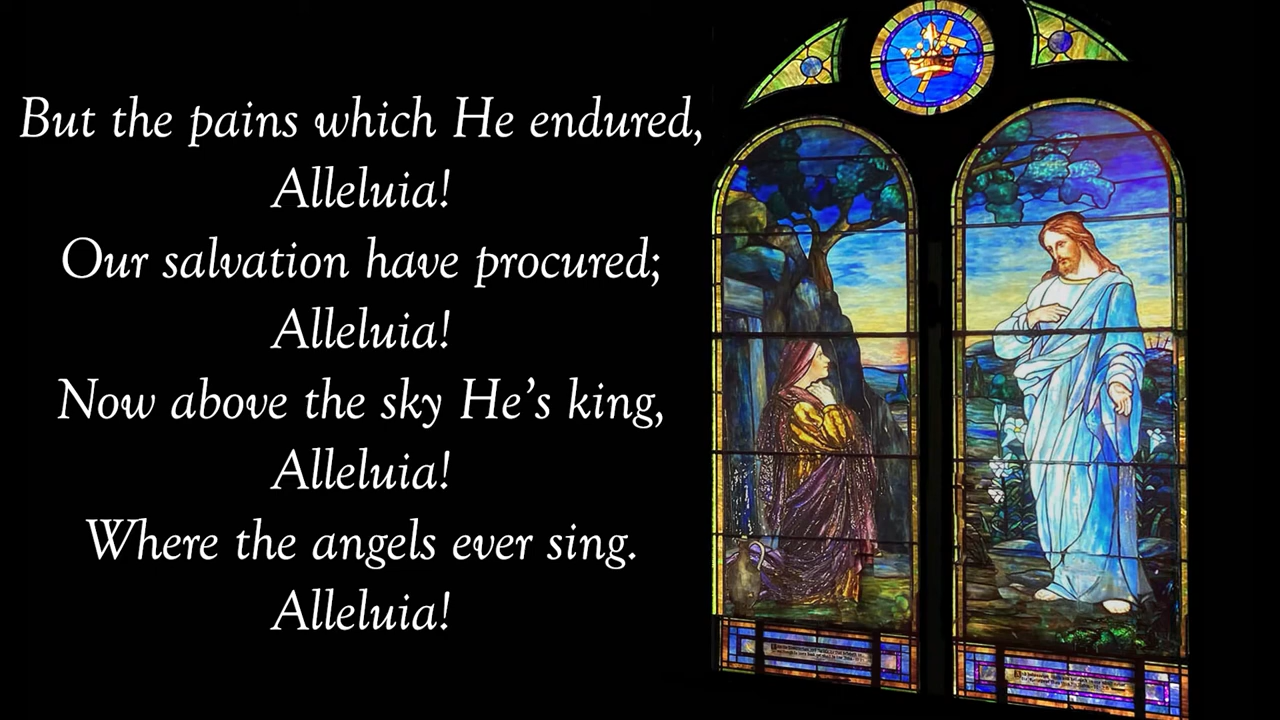 But the pains which He endured,
Alleluia!
Our salvation have procured;
Alleluia!
Now above the sky He's king,
Alleluia!
Where the angels ever sing.
Alleluia!